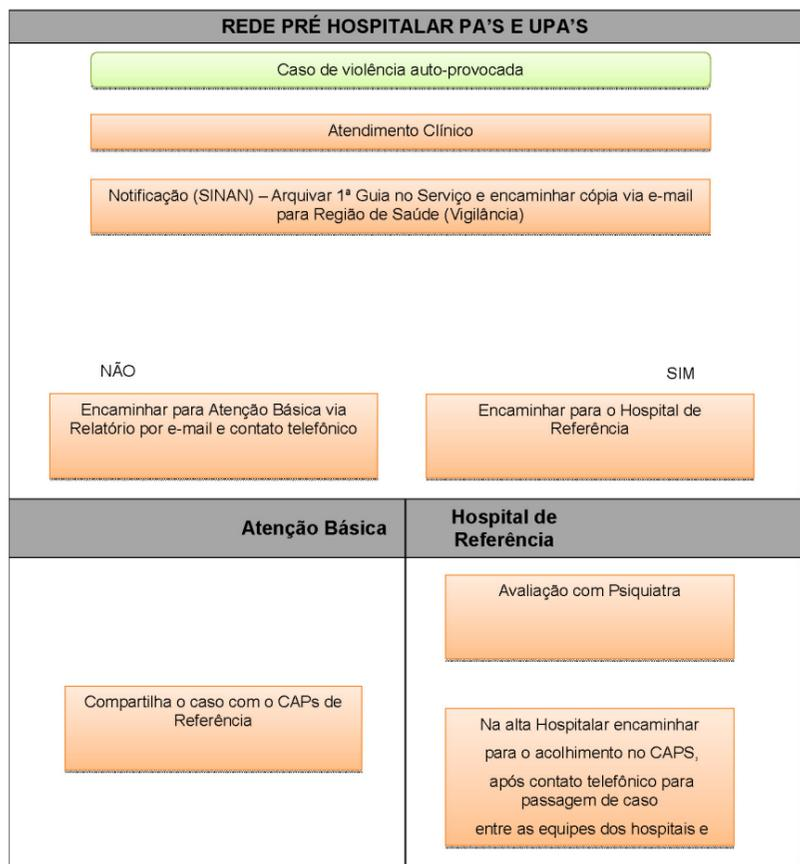 REDE PRÉ HOSPITALAR PA'S E UPA'S
Caso de violência auto-provocada
Atendimento Clínico
Notificação (SINAN) – Arquivar 1ª Guia no Serviço e encaminhar cópia via e-mail
para Região de Saúde (Vigilância)
NÃO
SIM
Encaminhar para Atenção Básica via
Relatório por e-mail e contato telefônico
Encaminhar para o Hospital de
Referência
Atenção Básica
Hospital de
Referência
Avaliação com Psiquiatra
Compartilha o caso com o CAPs de
Referência
Na alta Hospitalar encaminhar
para o acolhimento no CAPS,
após contato telefônico para
passagem de caso
entre as equipes dos hospitais e